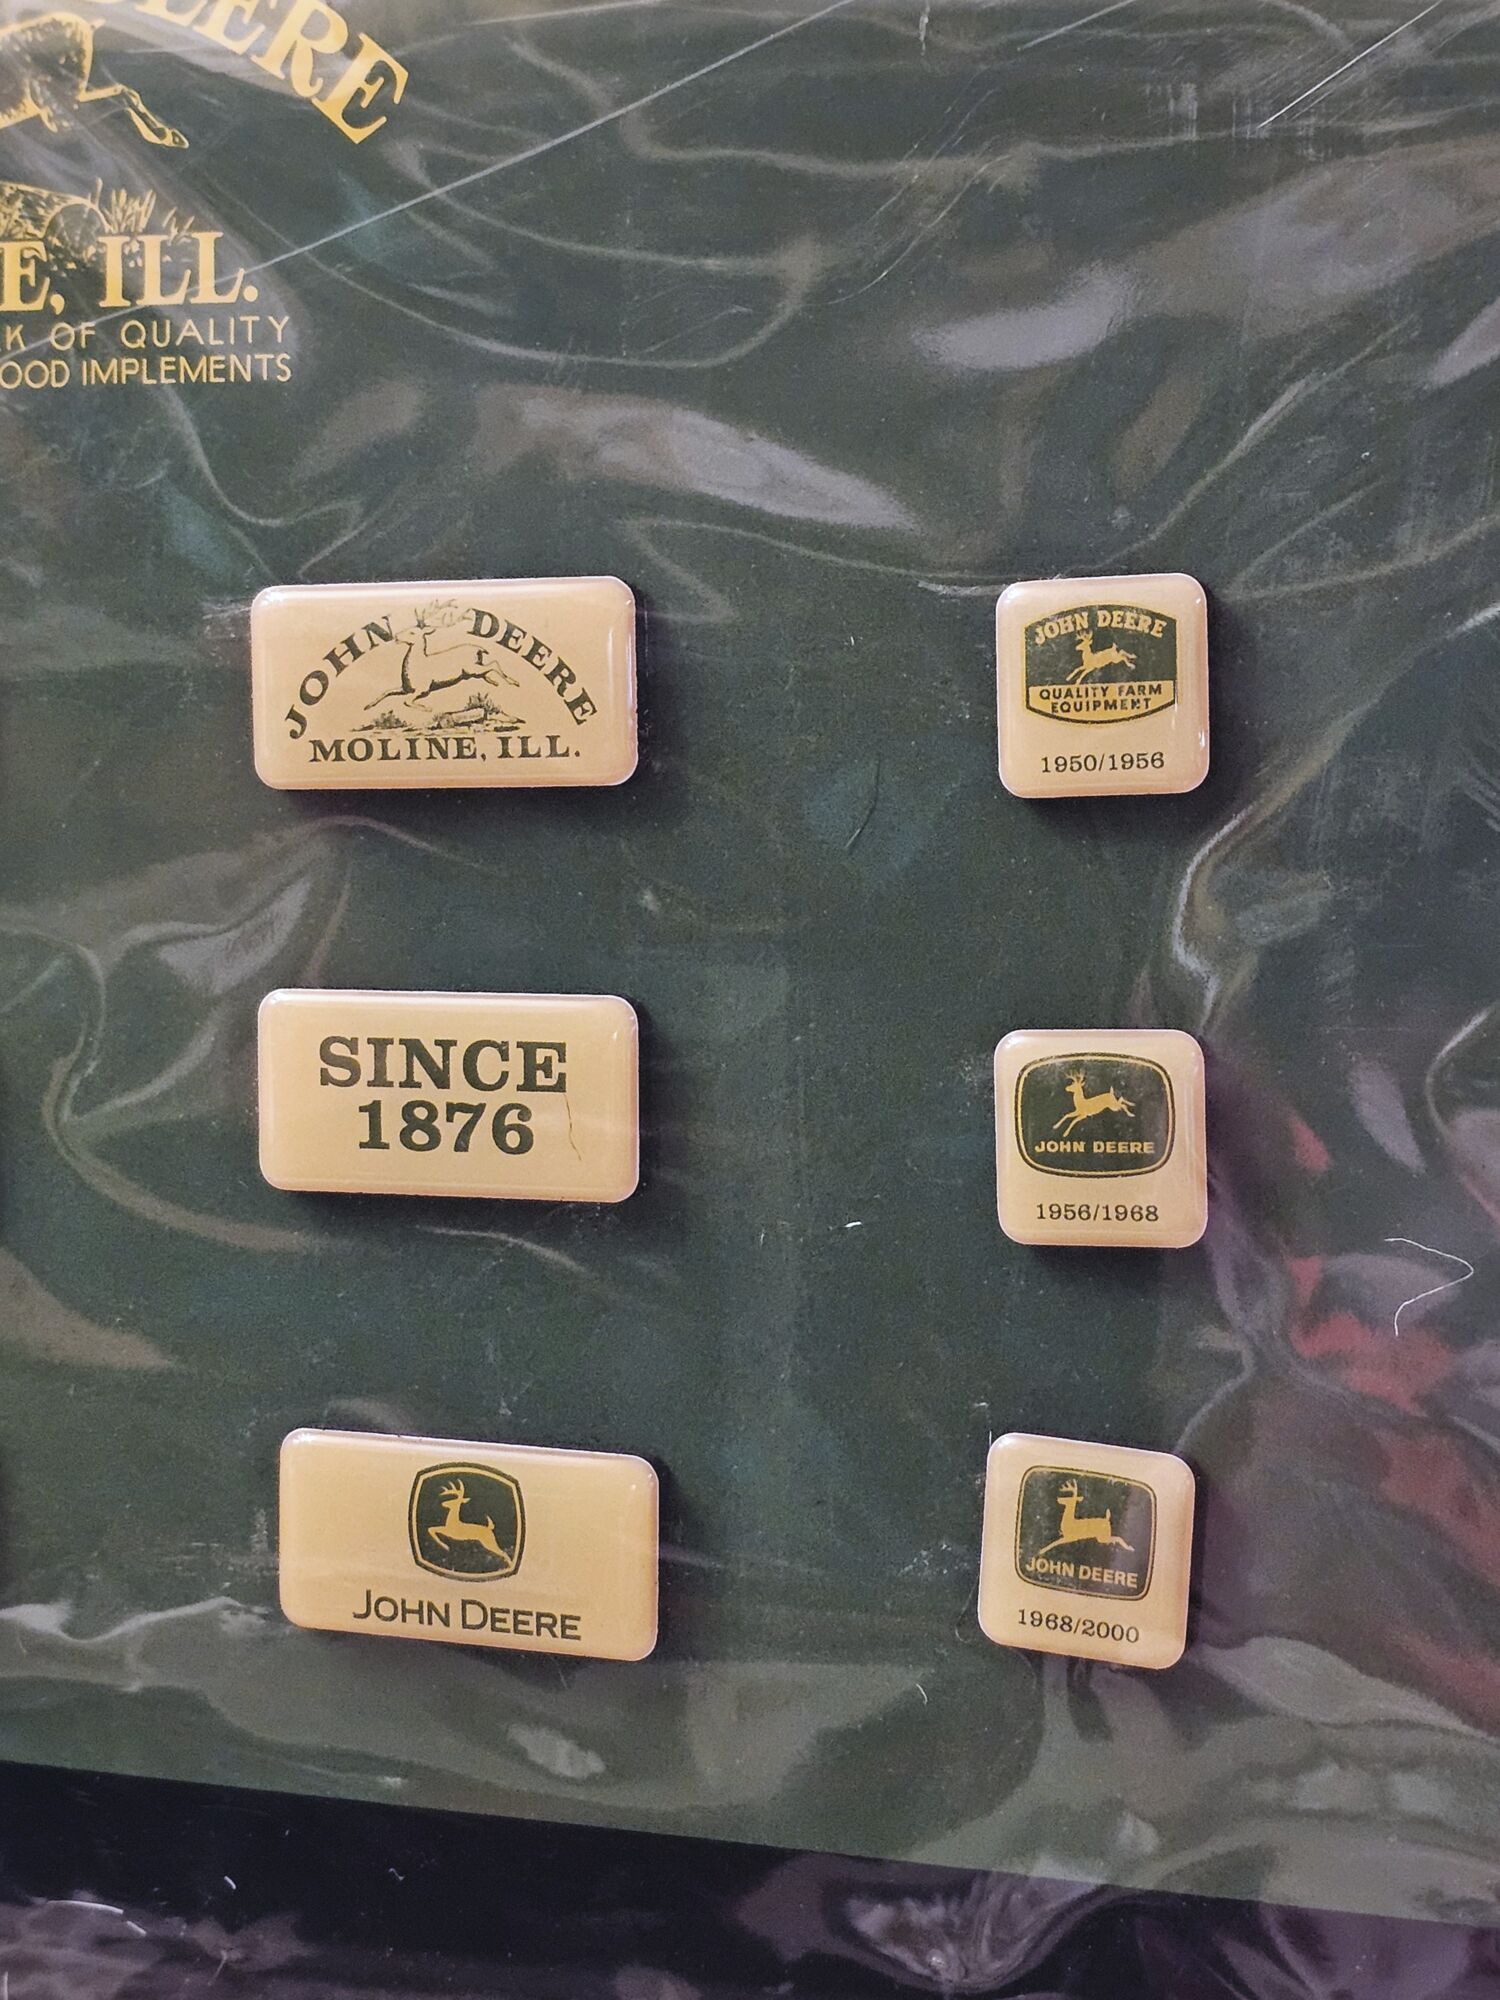 DEERE
E, ILL.
K OF QUALITY
OOD IMPLEMENTS
JOHN DEERE
MOLINE, ILL.
JOHN DEERE
QUALITY FARM
EQUIPMENT
1950/1956
SINCE
1876
JOHN DEERE
1956/1968
JOHN DEERE
JOHN DEERE
1968/2000